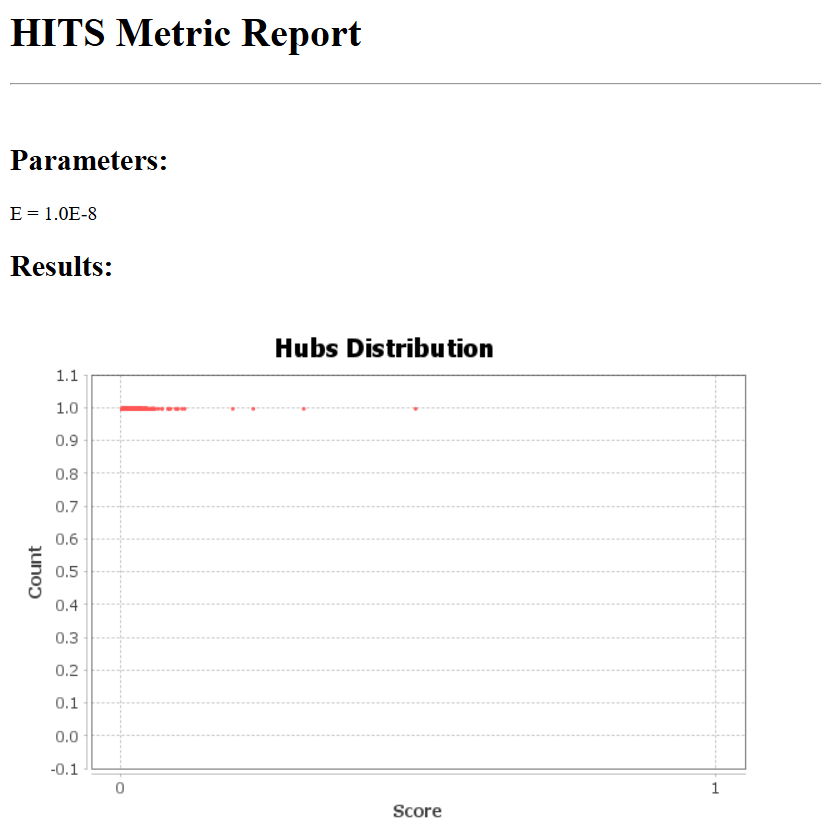 HITS Metric Report
Parameters:
E = 1.0E-8
Results:
Hubs Distribution
1.1
1.0
0.9
0.8
0.7
0.6
0.5
0.4
0.3
0.2
0.1
0.0
-0.1
Count
0 1
Score